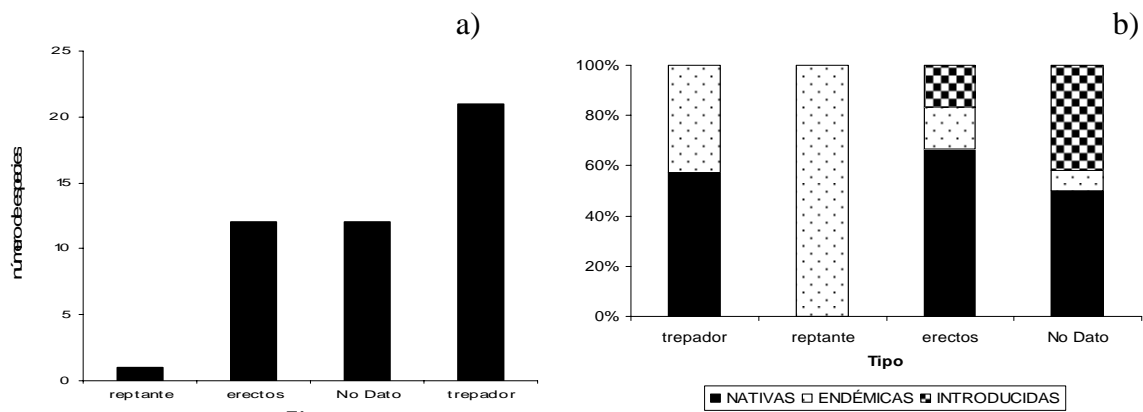 a)
número de especies
25
20
15
10
5
0
reptante erectos No Dato trepador
b)
100%
80%
60%
40%
20%
0%
trepador reptante erectos No Dato
Tipo
NATIVAS ENDÉMICAS INTRODUCIDAS